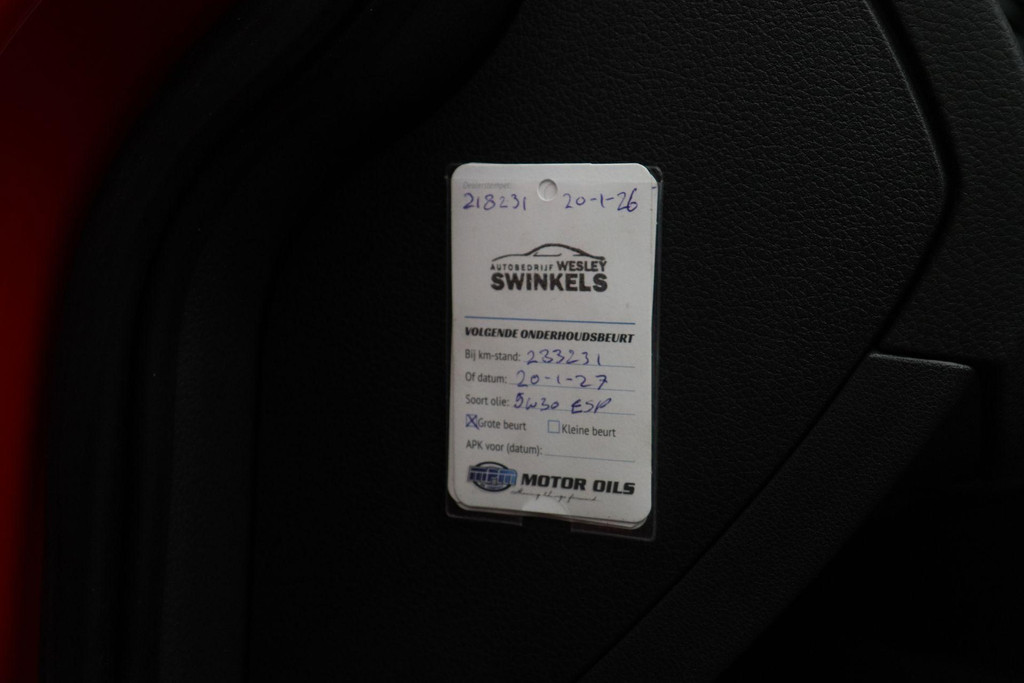 218231 20-1-26
AUTOBEDRIJF WESLEY
SWINKELS
VOLGENDE ONDERHOUDSBEURT
Bij km-stand: 233231
Of datum: 20-1-27
Soort olie: 5W30 ESP
Grote beurt Kleine beurt
APK voor (datum):
MOTOR OILS